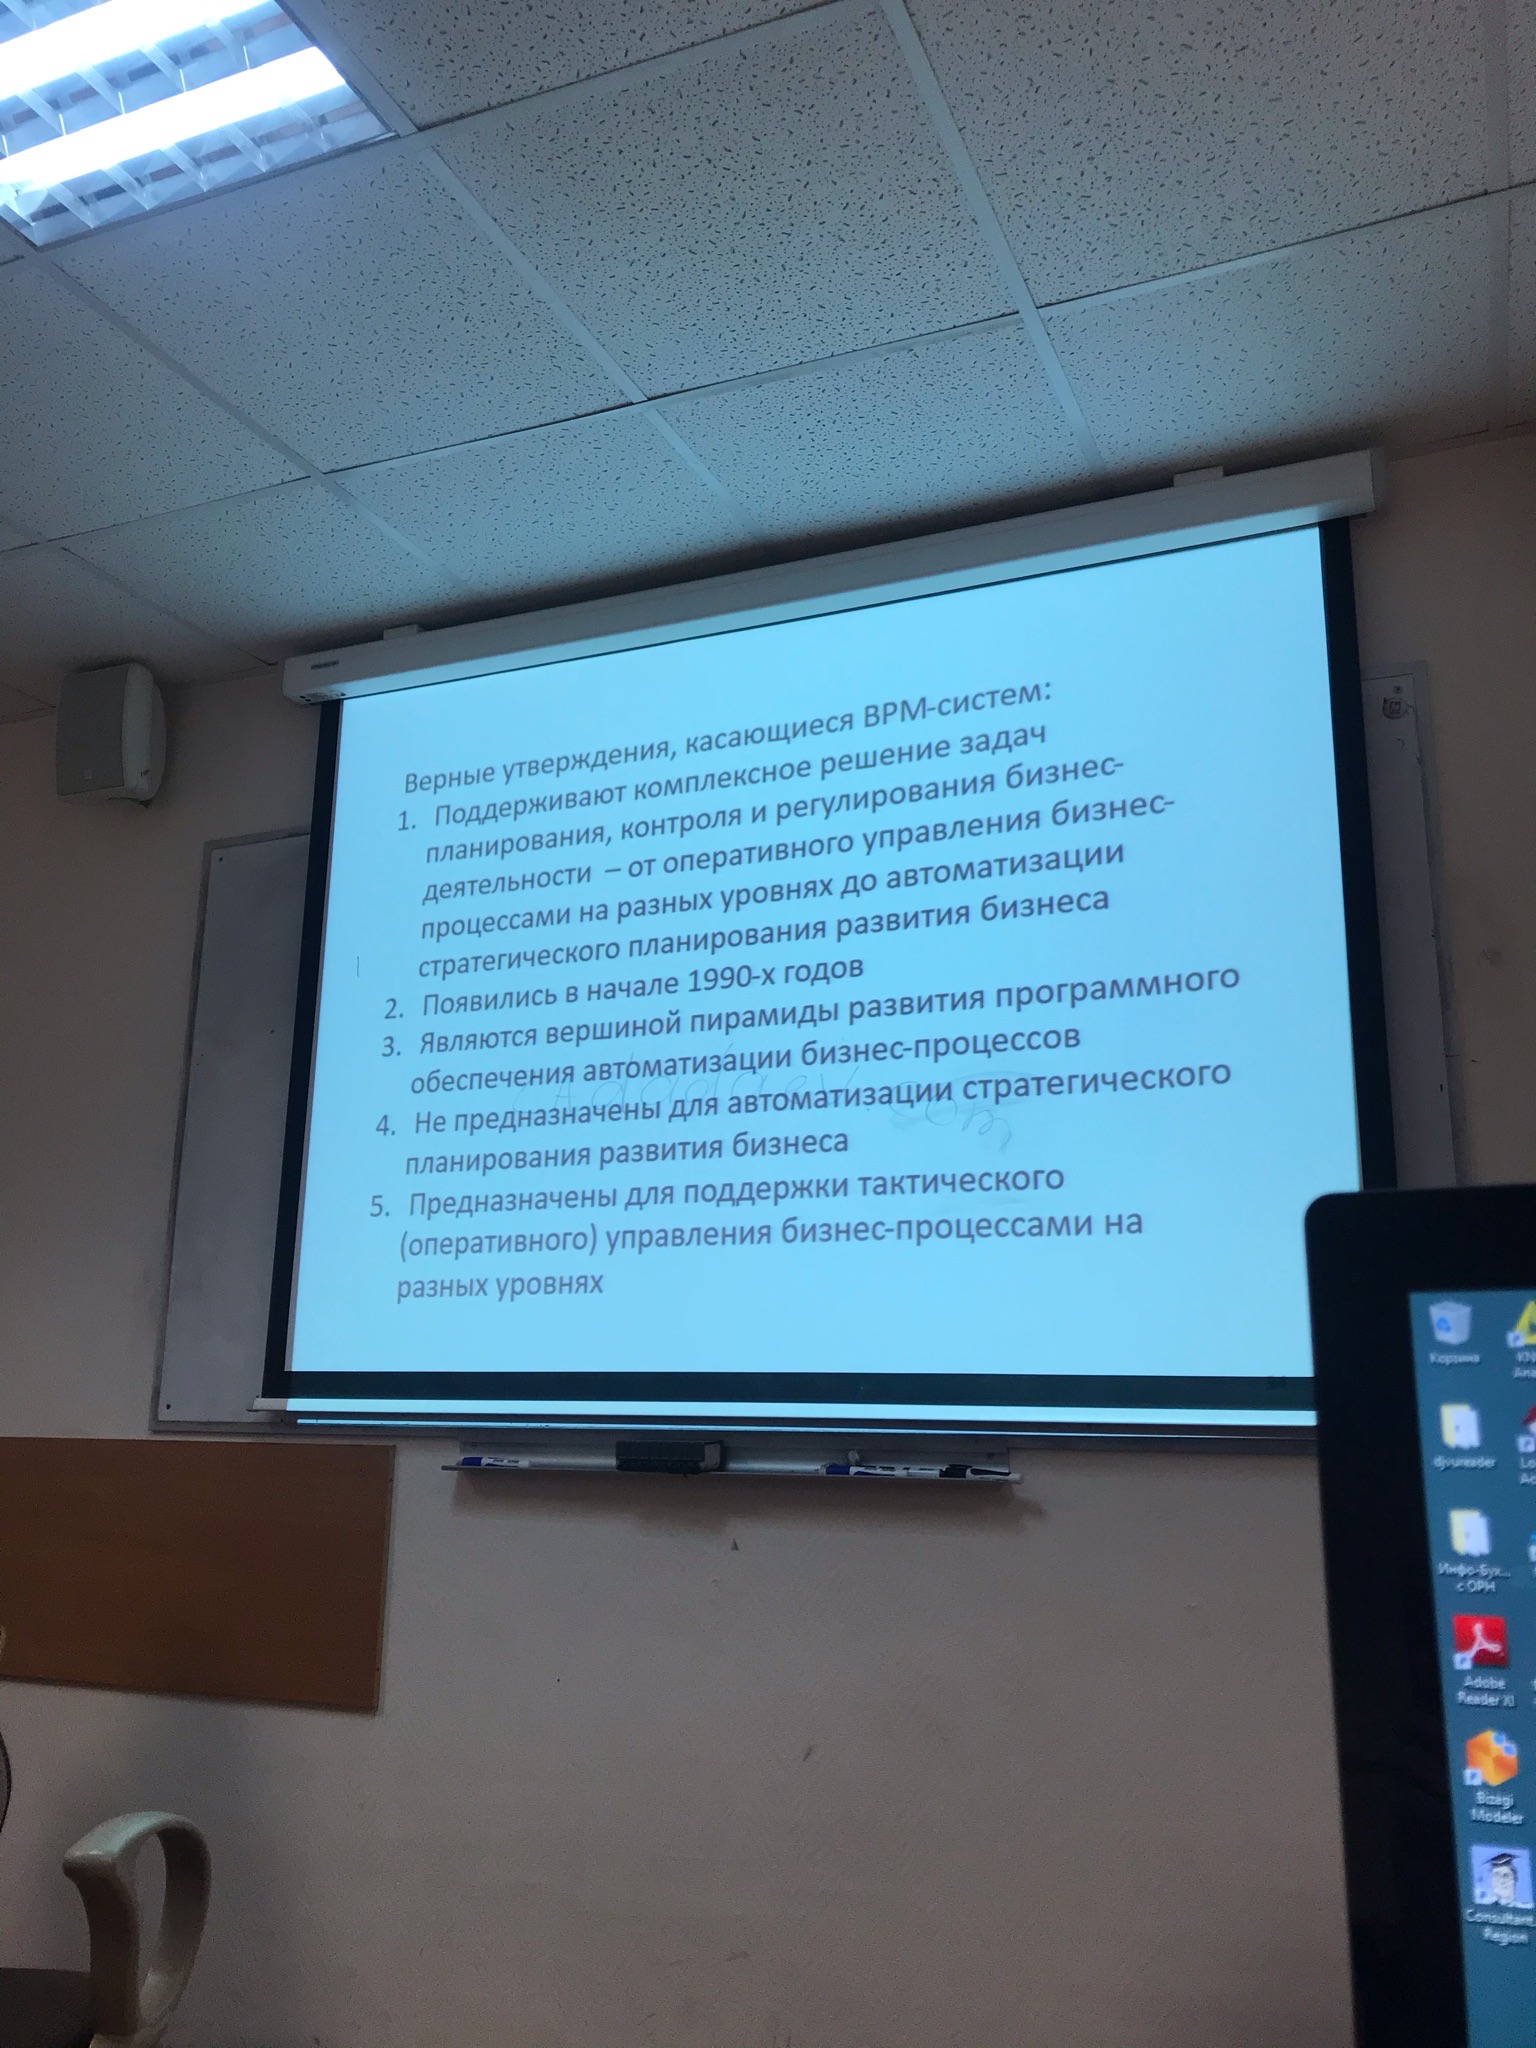 Верные утверждения, касающиеся BPM-систем:
1. Поддерживают комплексное решение задач
планирования, контроля и регулирования бизнес-
деятельности – от оперативного управления бизнес-
процессами на разных уровнях до автоматизации
стратегического планирования развития бизнеса
2. Появились в начале 1990-х годов
3. Являются вершиной пирамиды развития программного
обеспечения автоматизации бизнес-процессов
4. Не предназначены для автоматизации стратегического
планирования развития бизнеса
5. Предназначены для поддержки тактического
(оперативного) управления бизнес-процессами на
разных уровнях
Корзина
djvureader
Инфо-Бух...
с ОРН
Adobe
Reader XI
Bizagi
Modeler
Consultant
Region